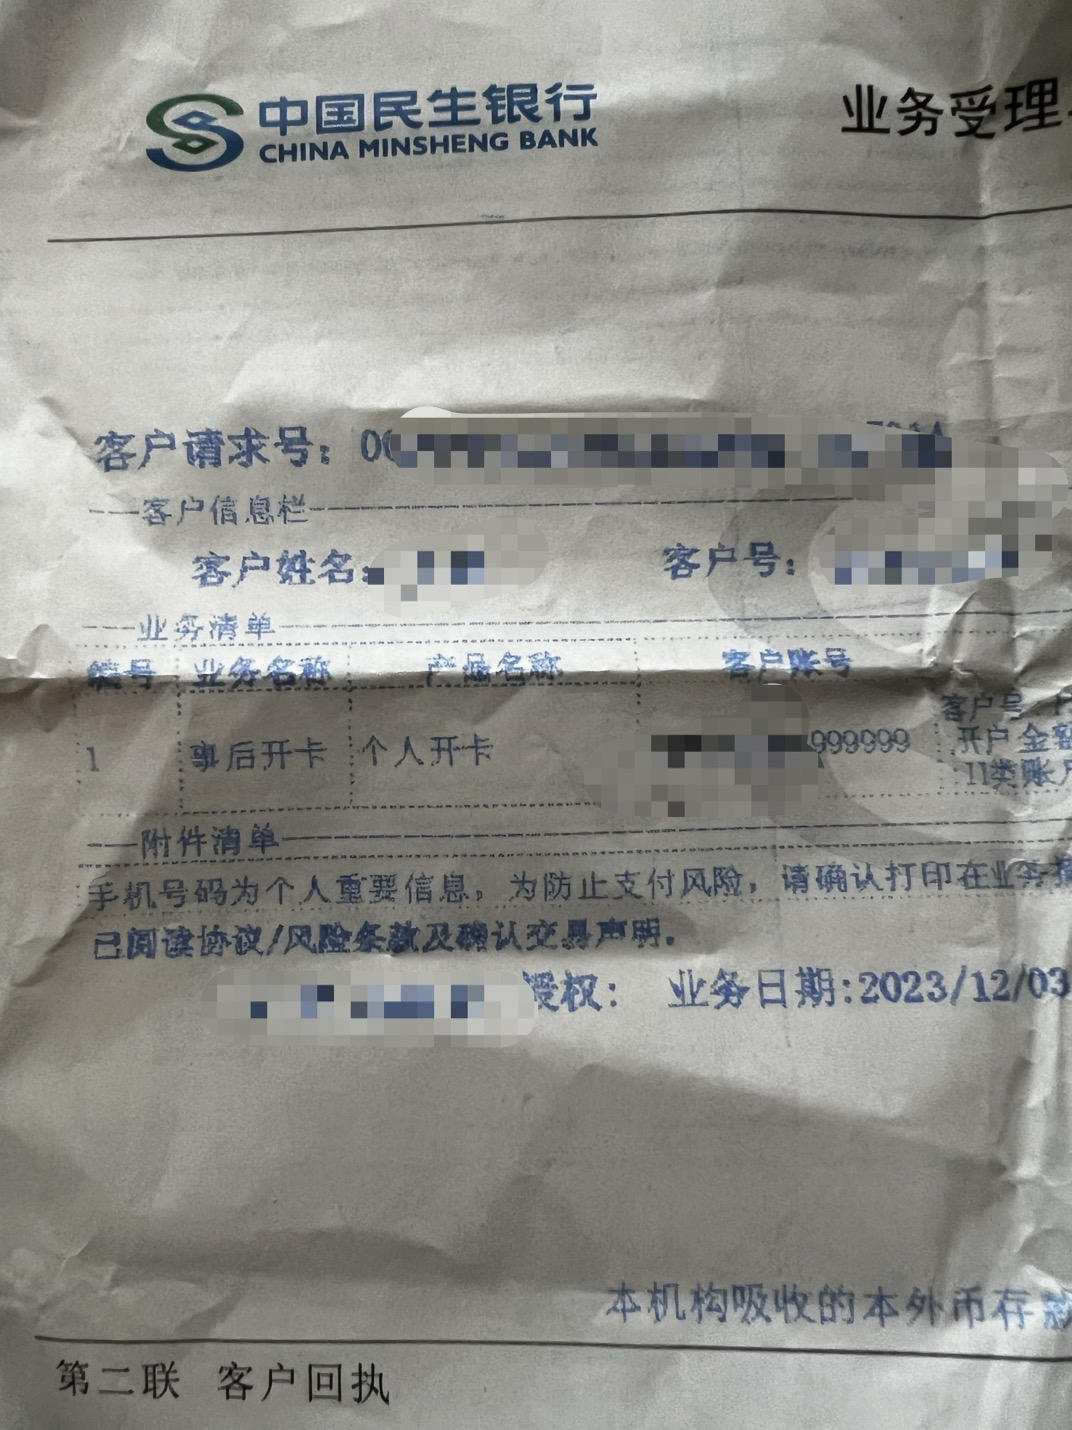 中国民生银行
CHINA MINSHENG BANK
业务受理
客户请求号：
客户信息栏
客户姓名：
客户号：
业务清单
编号 业务名称 产品名称 客户账号
客户号
1 事后开卡 个人开卡 999999 开户金额
II类账户
附件清单
手机号码为个人重要信息，为防止支付风险，请确认打印在业务
已阅读协议/风险条款及确认交易声明。
授权： 业务日期:2023/12/03
本机构吸收的本外币存款
第二联 客户回执